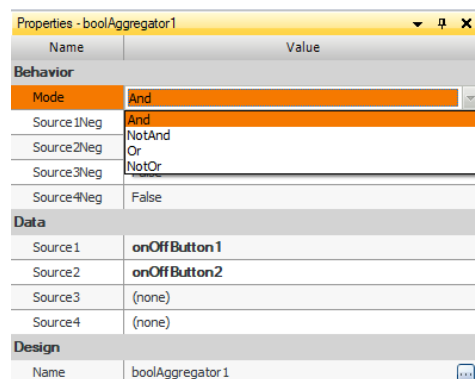 Properties - boolAggregator1
Name Value
Behavior
Mode And
Source1Neg And
NotAnd
Source2Neg Or
Source3Neg NotOr
Source4Neg False
Data
Source1 onOffButton1
Source2 onOffButton2
Source3 (none)
Source4 (none)
Design
Name boolAggregator1